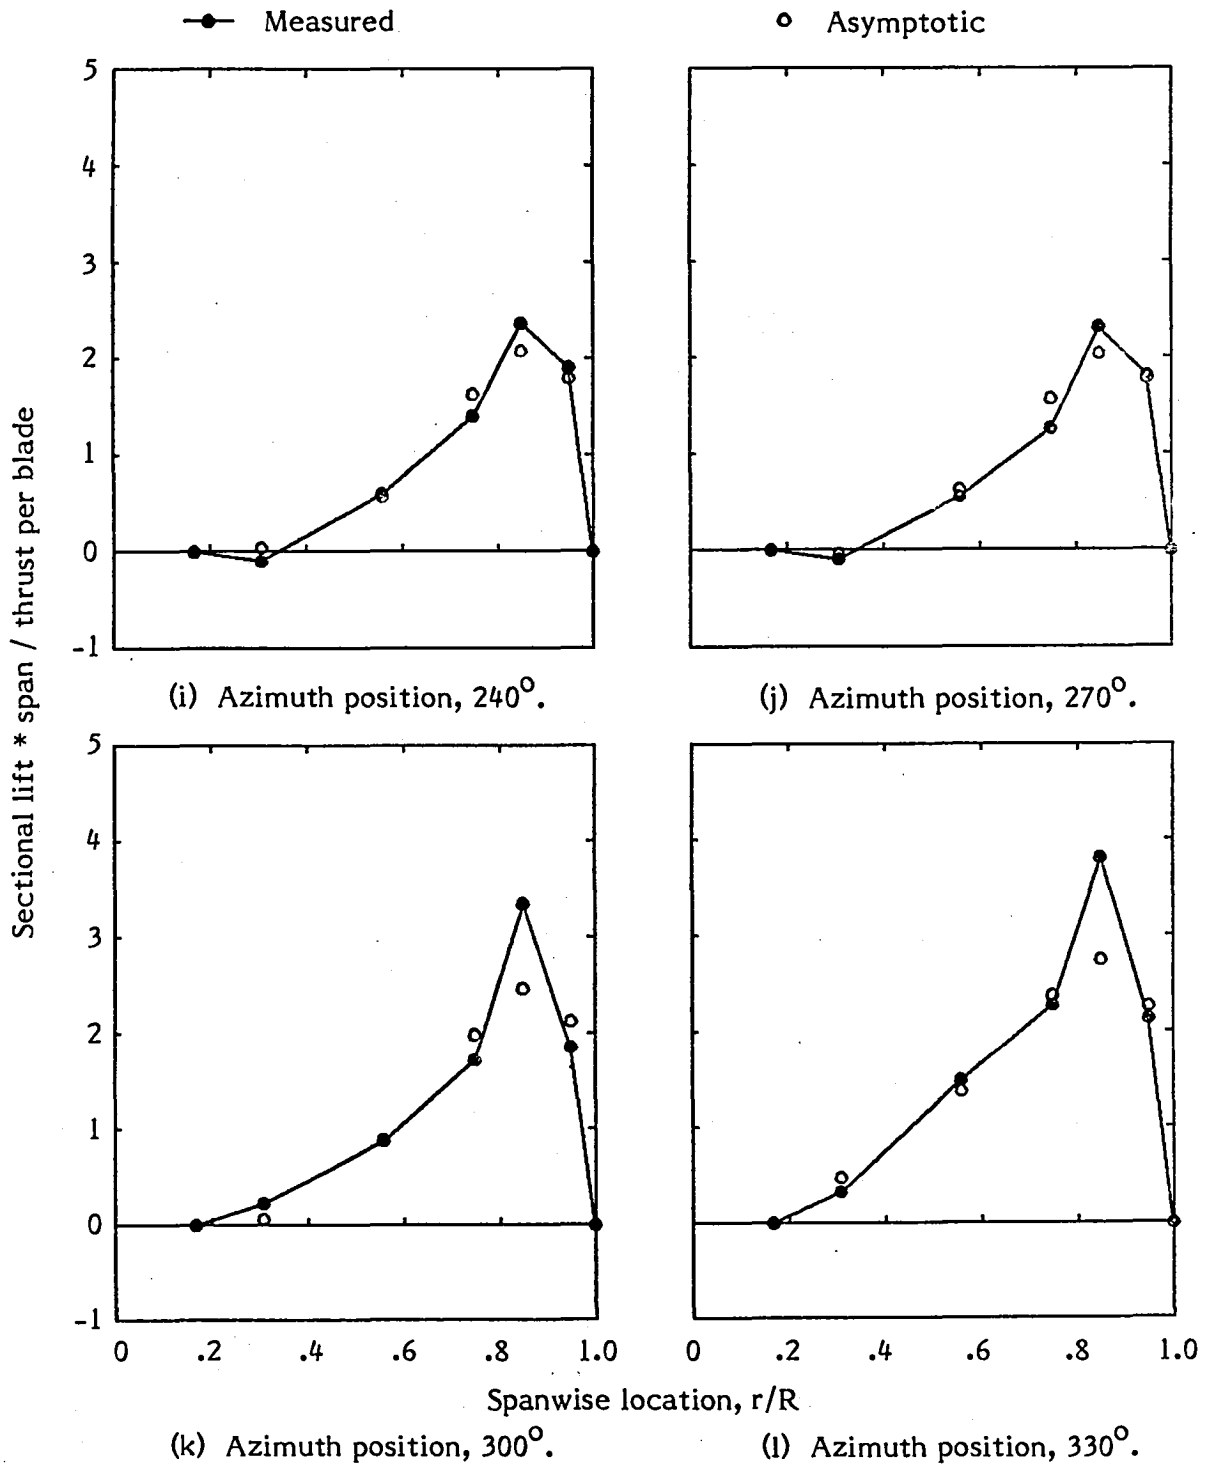 Measured
Asymptotic
5
4
3
2
1
0
-1
(i) Azimuth position, 240°.
(j) Azimuth position, 270°.
Sectional lift * span / thrust per blade
5
4
3
2
1
0
-1
0 .2 .4 .6 .8 1.0
0 .2 .4 .6 .8 1.0
Spanwise location, r/R
(k) Azimuth position, 300°.
(l) Azimuth position, 330°.